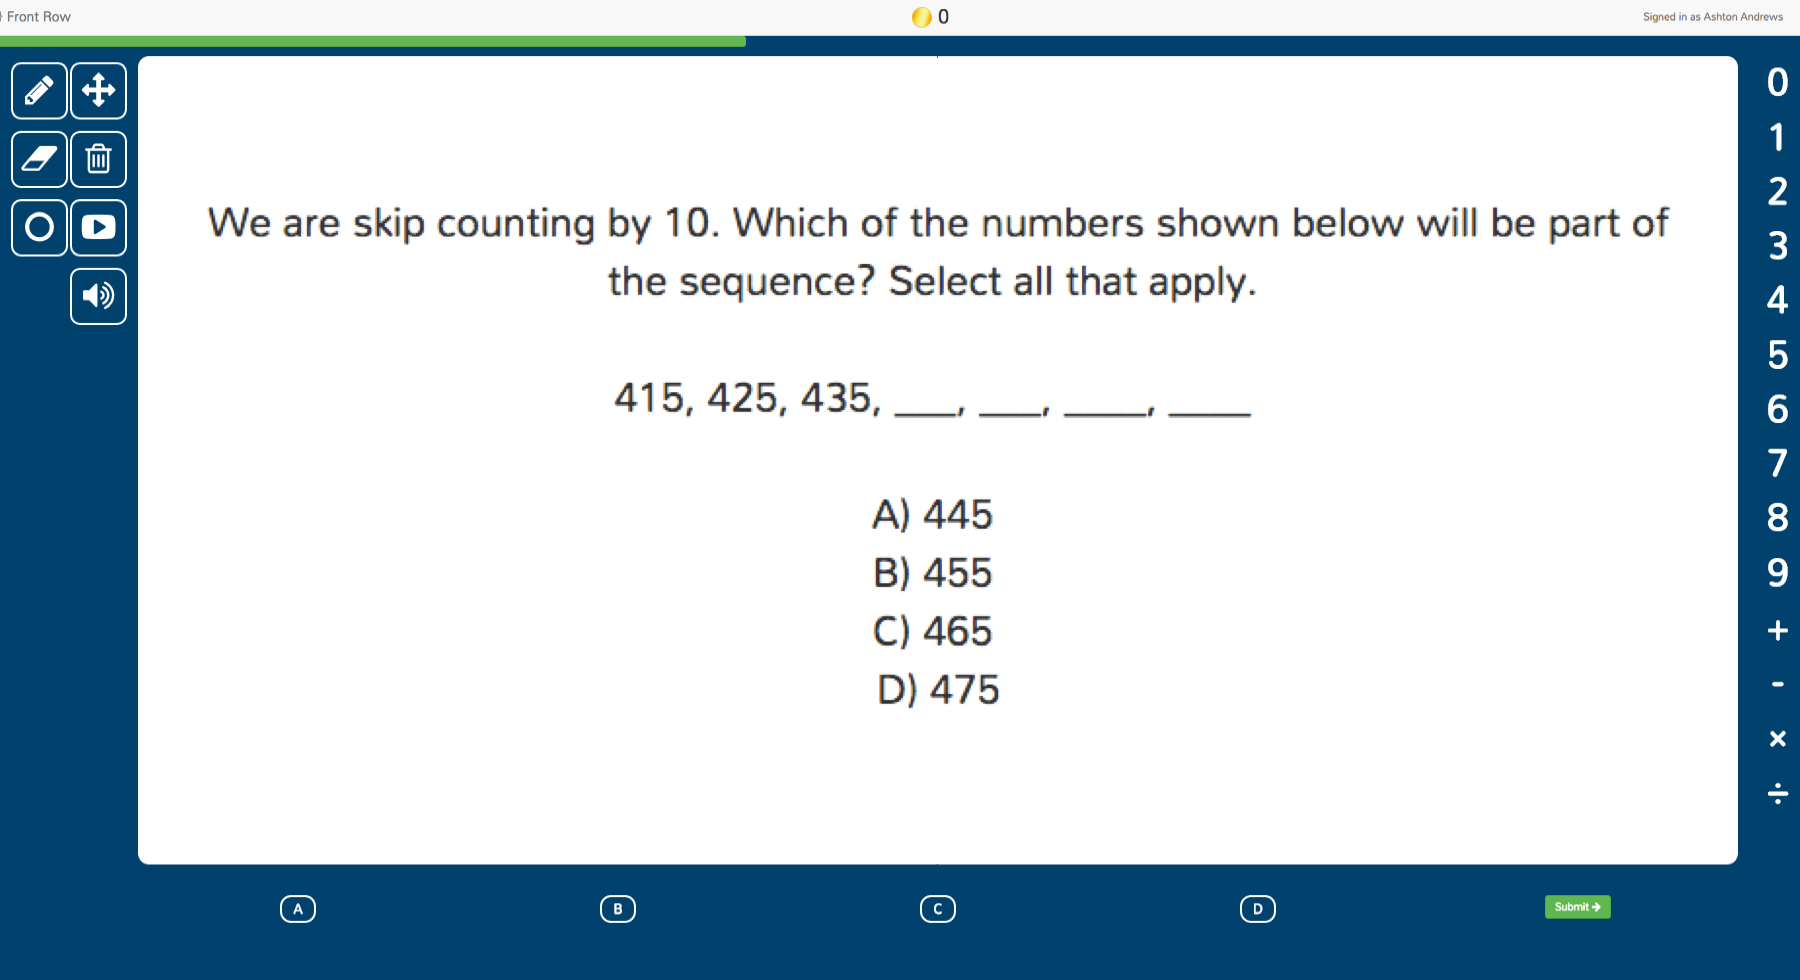 Front Row
0
Signed in as Ashton Andrews
We are skip counting by 10. Which of the numbers shown below will be part of
the sequence? Select all that apply.
415, 425, 435, ___, ___, ____, ____
A) 445
B) 455
C) 465
D) 475
0
1
2
3
4
5
6
7
8
9
+
-
×
÷
A
B
C
D
Submit →